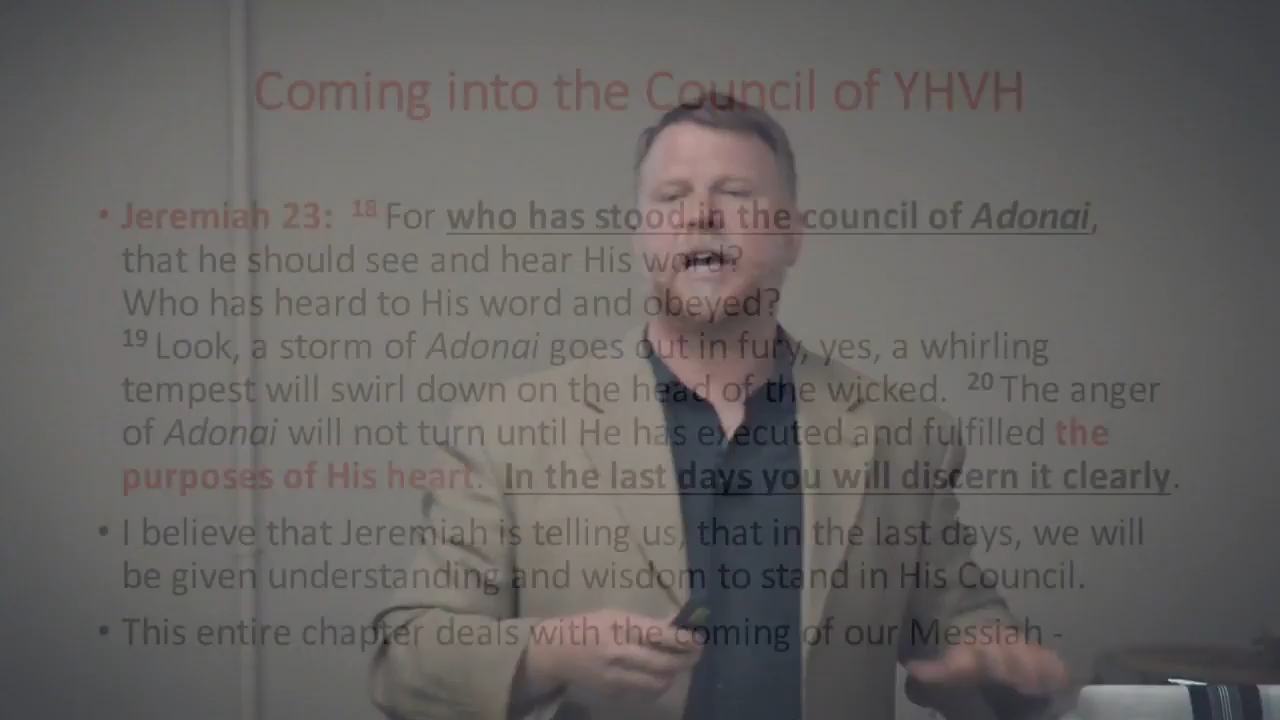 Coming into the Council of YHVH
• Jeremiah 23: 18 For who has stood in the council of Adonai,
that he should see and hear His word?
Who has heard to His word and obeyed?
19 Look, a storm of Adonai goes out in fury, yes, a whirling
tempest will swirl down on the head of the wicked. 20 The anger
of Adonai will not turn until He has executed and fulfilled the
purposes of His heart. In the last days you will discern it clearly.
• I believe that Jeremiah is telling us, that in the last days, we will
be given understanding and wisdom to stand in His Council.
• This entire chapter deals with the coming of our Messiah -